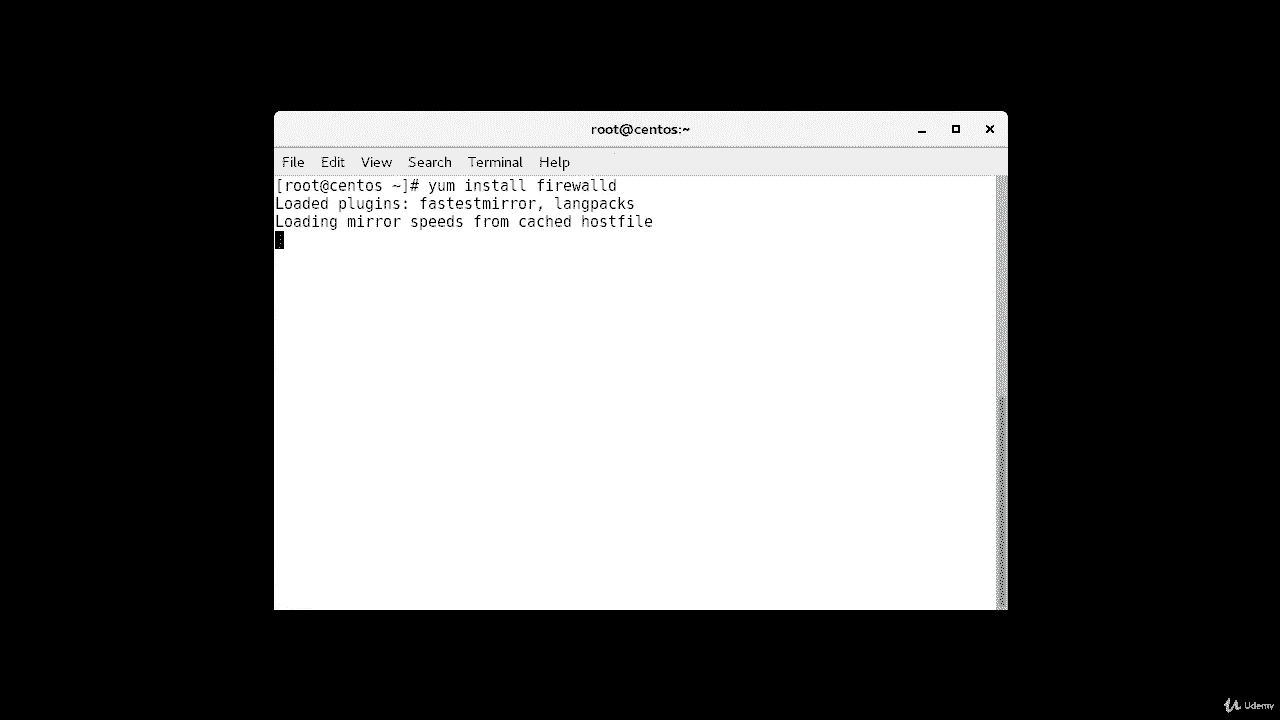 root@centos:~
File Edit View Search Terminal Help
[root@centos ~]# yum install firewalld
Loaded plugins: fastestmirror, langpacks
Loading mirror speeds from cached hostfile
Udemy